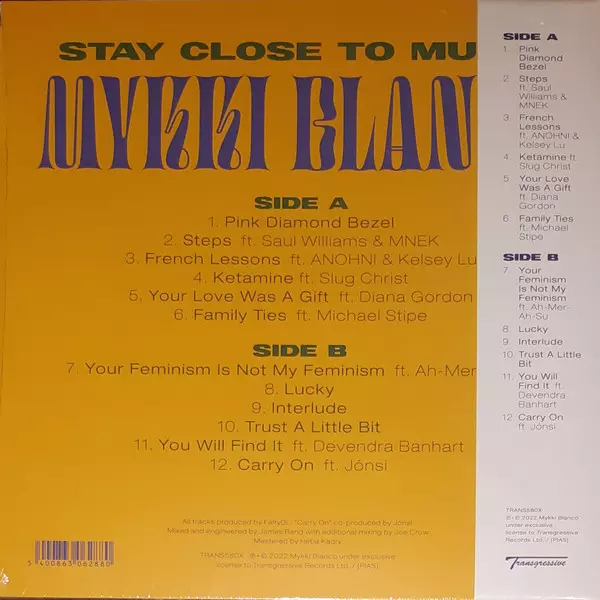 STAY CLOSE TO MU
MYKKI BLAN
SIDE A
1. Pink Diamond Bezel
2. Steps ft. Saul Williams & MNEK
3. French Lessons ft. ANOHNI & Kelsey Lu
4. Ketamine ft. Slug Christ
5. Your Love Was A Gift ft. Diana Gordon
6. Family Ties ft. Michael Stipe
SIDE B
7. Your Feminism Is Not My Feminism ft. Ah-Mer-
8. Lucky
9. Interlude
10. Trust A Little Bit
11. You Will Find It ft. Devendra Banhart
12. Carry On ft. Jónsi
All tracks produced by FaltyDL, "Carry On" co-produced by Jónsi
Mixed and engineered by James Rand with additional mixing by Joe Crow
Mastered by Heba Kadry
TRANS580X ℗+© 2022 Mykki Blanco under exclusive
license to Transgressive Records Ltd. / [PIAS]
5 400863 062880
SIDE A
1. Pink
Diamond
Bezel
2. Steps
ft. Saul
Williams &
MNEK
3. French
Lessons
ft. ANOHNI &
Kelsey Lu
4. Ketamine ft.
Slug Christ
5. Your Love
Was A Gift
ft. Diana
Gordon
6. Family Ties
ft. Michael
Stipe
SIDE B
7. Your
Feminism
Is Not My
Feminism
ft. Ah-Mer-
Ah-Su
8. Lucky
9. Interlude
10. Trust A Little
Bit
11. You Will
Find It ft.
Devendra
Banhart
12. Carry On
ft. Jónsi
TRANS580X
℗+© 2022 Mykki Blanco
under exclusive
license to Transgressive
Records Ltd. / [PIAS]
Transgressive